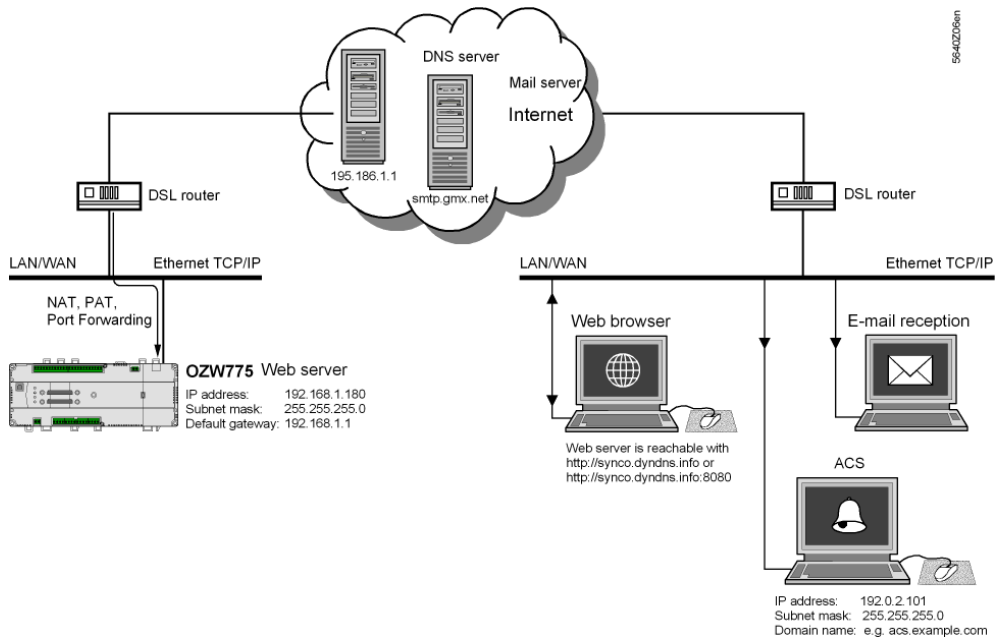 5640Z06en
DNS server
Mail server
Internet
195.186.1.1
smtp.gmx.net
DSL router
DSL router
LAN/WAN
Ethernet TCP/IP
LAN/WAN
Ethernet TCP/IP
NAT, PAT,
Port Forwarding
OZW775 Web server
IP address: 192.168.1.180
Subnet mask: 255.255.255.0
Default gateway: 192.168.1.1
Web browser
E-mail reception
Web server is reachable with
http://synco.dyndns.info or
http://synco.dyndns.info:8080
ACS
IP address: 192.0.2.101
Subnet mask: 255.255.255.0
Domain name: e.g. acs.example.com